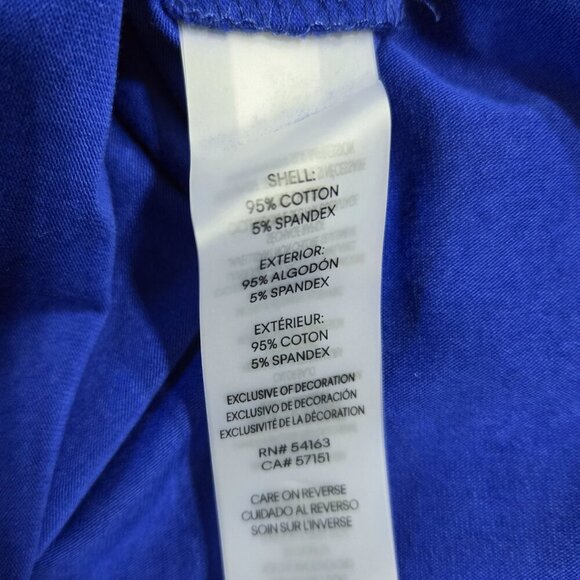 SHELL:
95% COTTON
5% SPANDEX
EXTERIOR:
95% ALGODÓN
5% SPANDEX
EXTÉRIEUR:
95% COTON
5% SPANDEX
EXCLUSIVE OF DECORATION
EXCLUSIVO DE DECORACIÓN
EXCLUSIVITÉ DE LA DÉCORATION
RN# 54163
CA# 57151
CARE ON REVERSE
CUIDADO AL REVERSO
SOIN SUR L'INVERSE